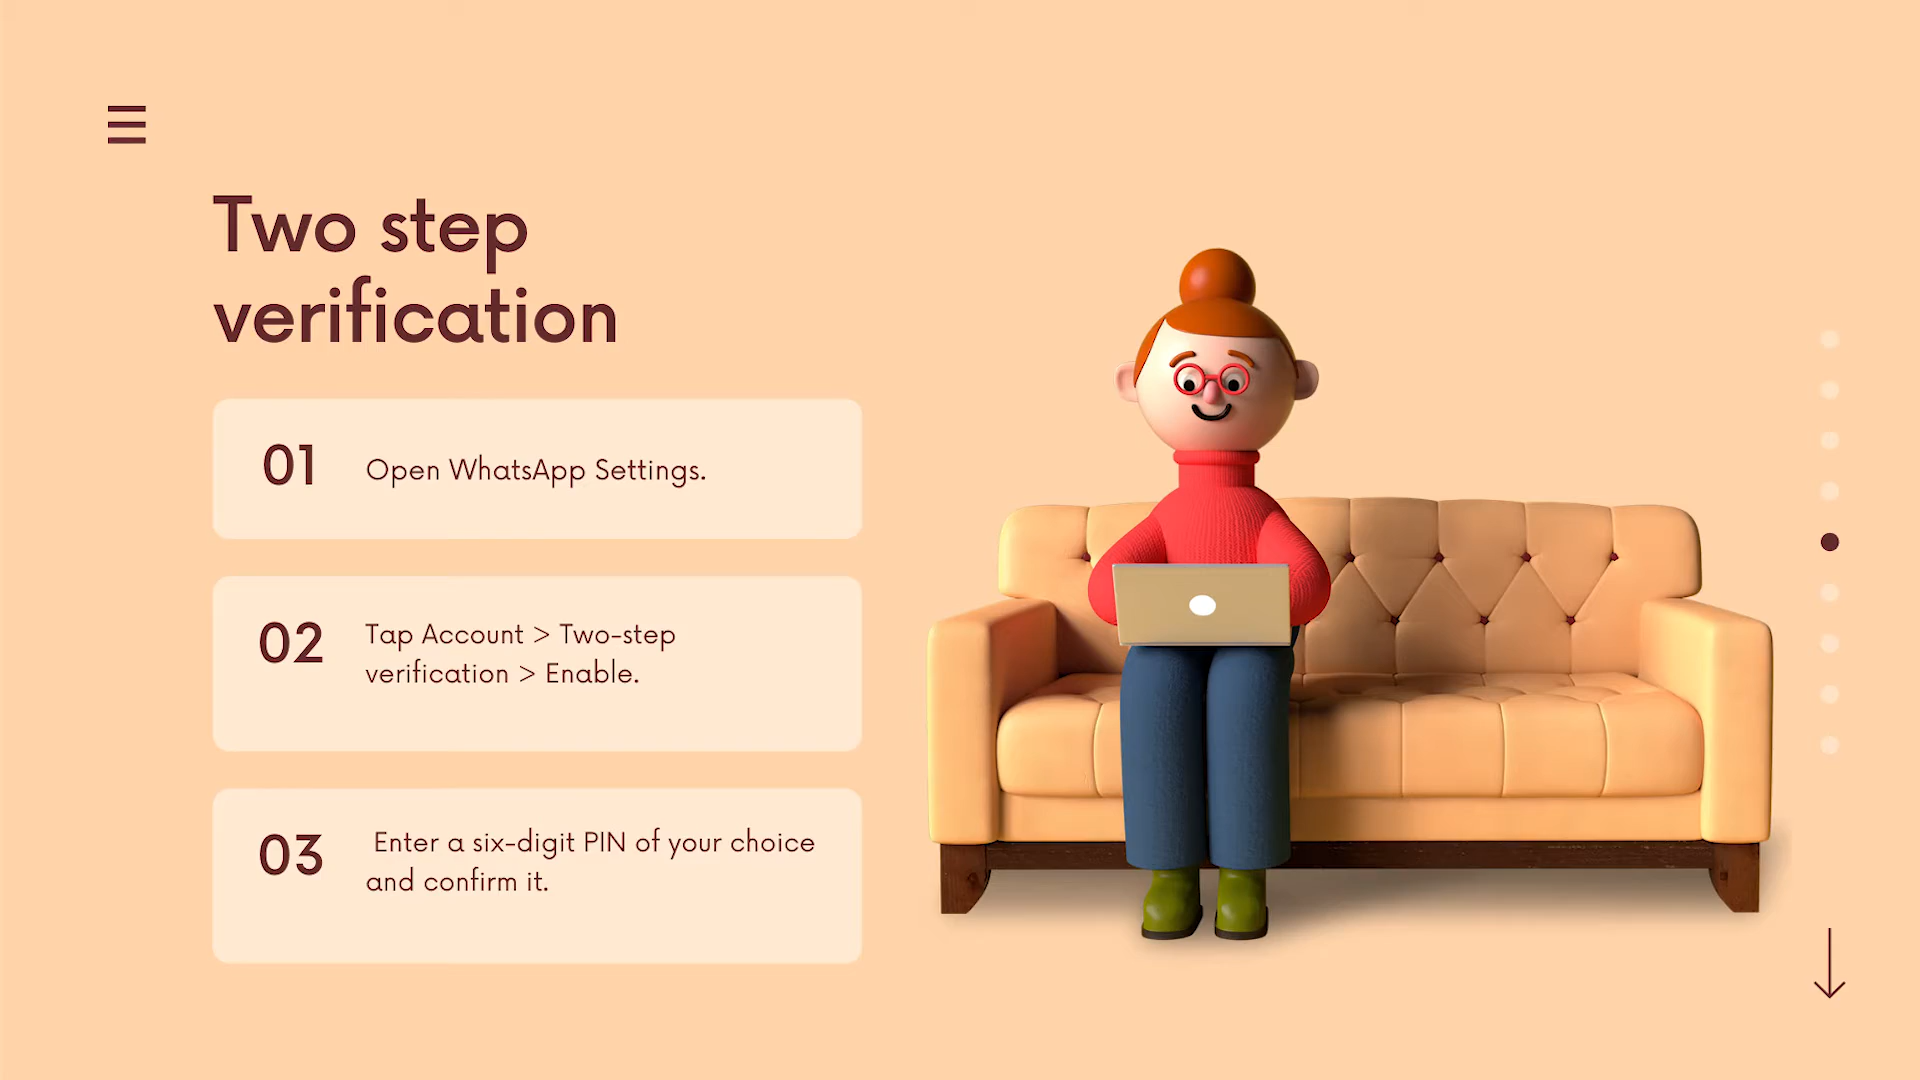 Two step
verification
01
Open WhatsApp Settings.
02
Tap Account > Two-step
verification > Enable.
03
Enter a six-digit PIN of your choice
and confirm it.